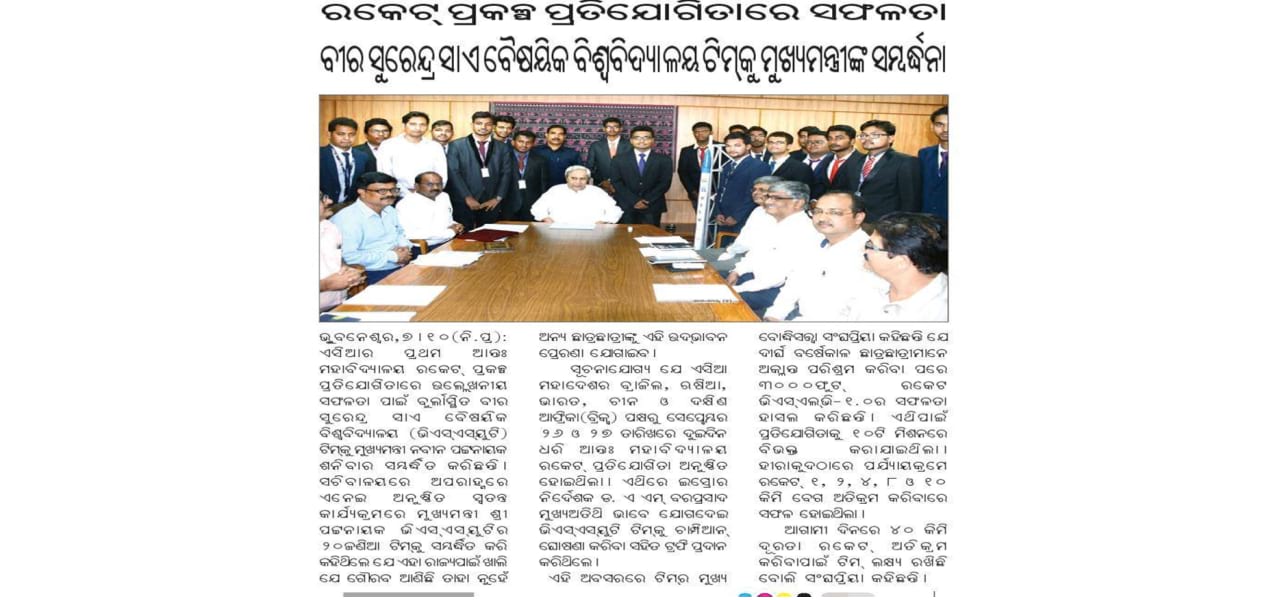 ରକେଟ୍ ପ୍ରକଳ୍ପ ପ୍ରତିଯୋଗିତାରେ ସଫଳତା
ବୀର ସୁରେନ୍ଦ୍ର ସାଏ ବୈଷୟିକ ବିଶ୍ୱବିଦ୍ୟାଳୟ ଟିମ୍‌କୁ ମୁଖ୍ୟମନ୍ତ୍ରୀଙ୍କ ସମ୍ବର୍ଦ୍ଧନା
ଭୁବନେଶ୍ୱର,୭।୧୦(ନି.ପ୍ର):
ଏସିଆର ପ୍ରଥମ ଆନ୍ତଃ
ମହାବିଦ୍ୟାଳୟ ରକେଟ୍ ପ୍ରକଳ୍ପ
ପ୍ରତିଯୋଗିତାରେ ଉଲ୍ଲେଖନୀୟ
ସଫଳତା ପାଇଁ ବୁର୍ଲାସ୍ଥିତ ବୀର
ସୁରେନ୍ଦ୍ର ସାଏ ବୈଷୟିକ
ବିଶ୍ୱବିଦ୍ୟାଳୟ (ଭିଏସ୍‌ଏସ୍‌ୟୁଟି)
ଟିମ୍‌କୁ ମୁଖ୍ୟମନ୍ତ୍ରୀ ନବୀନ ପଟ୍ଟନାୟକ
ଶନିବାର ସମ୍ବର୍ଦ୍ଧିତ କରିଛନ୍ତି।
ସଚିବାଳୟରେ ଅପରାହ୍ନରେ
ଏନେଇ ଅନୁଷ୍ଠିତ ସ୍ୱତନ୍ତ୍ର
କାର୍ଯ୍ୟକ୍ରମରେ ମୁଖ୍ୟମନ୍ତ୍ରୀ ଶ୍ରୀ
ପଟ୍ଟନାୟକ ଭିଏସ୍‌ଏସ୍‌ୟୁଟିର
୨୦ଜଣିଆ ଟିମ୍‌କୁ ସମ୍ବର୍ଦ୍ଧିତ କରି
କହିଥିଲେ ଯେ ଏହା ରାଜ୍ୟପାଇଁ ଖାଲି
ଯେ ଗୌରବ ଆଣିଛି ତାହା ନୁହେଁ
ଅନ୍ୟ ଛାତ୍ରଛାତ୍ରୀଙ୍କୁ ଏହି ଉଦ୍ଭାବନ
ପ୍ରେରଣା ଯୋଗାଇବ।
ସୂଚନାଯୋଗ୍ୟ ଯେ ଏସିଆ
ମହାଦେଶର ବ୍ରାଜିଲ, ଋଷିଆ,
ଭାରତ, ଚୀନ ଓ ଦକ୍ଷିଣ
ଆଫ୍ରିକା(ବ୍ରିକ୍ସ) ପକ୍ଷରୁ ସେପ୍ଟେମ୍ବର
୨୬ ଓ ୨୭ ତାରିଖରେ ଦୁଇଦିନ
ଧରି ଆନ୍ତଃ ମହାବିଦ୍ୟାଳୟ
ରକେଟ୍ ପ୍ରତିଯୋଗିତା ଅନୁଷ୍ଠିତ
ହୋଇଥିଲା। ଏଥିରେ ଇସ୍ରୋର
ନିର୍ଦେଶକ ଡ. ଏ ଏମ୍ ବରପ୍ରସାଦ
ମୁଖ୍ୟଅତିଥି ଭାବେ ଯୋଗଦେଇ
ଭିଏସ୍‌ଏସ୍‌ୟୁଟି ଟିମ୍‌କୁ ଚାମ୍ପିଆନ୍
ଘୋଷଣା କରିବା ସହିତ ଟ୍ରଫି ପ୍ରଦାନ
କରିଥିଲେ।
ଏହି ଅବସରରେ ଟିମ୍‌ର ମୁଖ୍ୟ
ବୋଦ୍ଧିସତ୍ତ୍ୱା ସଂଘପ୍ରିୟା କହିଛନ୍ତି ଯେ
ଦୀର୍ଘ ବର୍ଷେକାଳ ଛାତ୍ରଛାତ୍ରୀମାନେ
ଅକ୍ଲାନ୍ତ ପରିଶ୍ରମ କରିବା ପରେ
୩୦୦୦ଫୁଟ୍ ରକେଟ
ଭିଏସ୍‌ଏଲ୍‌ଭି-୧.୦ର ସଫଳତା
ହାସଲ କରିଛନ୍ତି। ଏଥିପାଇଁ
ପ୍ରତିଯୋଗିତାକୁ ୧୦ଟି ମିଶନରେ
ବିଭକ୍ତ କରାଯାଇଥିଲା।
ହୀରାକୁଦଠାରେ ପର୍ଯ୍ୟାୟକ୍ରମେ
ରକେଟ୍ ୧, ୨, ୪, ୮ ଓ ୧୦
କିମି ବେଗ ଅତିକ୍ରମ କରିବାରେ
ସଫଳ ହୋଇଥିଲା।
ଆଗାମୀ ଦିନରେ ୪୦ କିମି
ଦୂରତା ରକେଟ୍ ଅତିକ୍ରମ
କରିବାପାଇଁ ଟିମ୍ ଲକ୍ଷ୍ୟ ରଖିଛି
ବୋଲି ସଂଘପ୍ରିୟା କହିଛନ୍ତି।